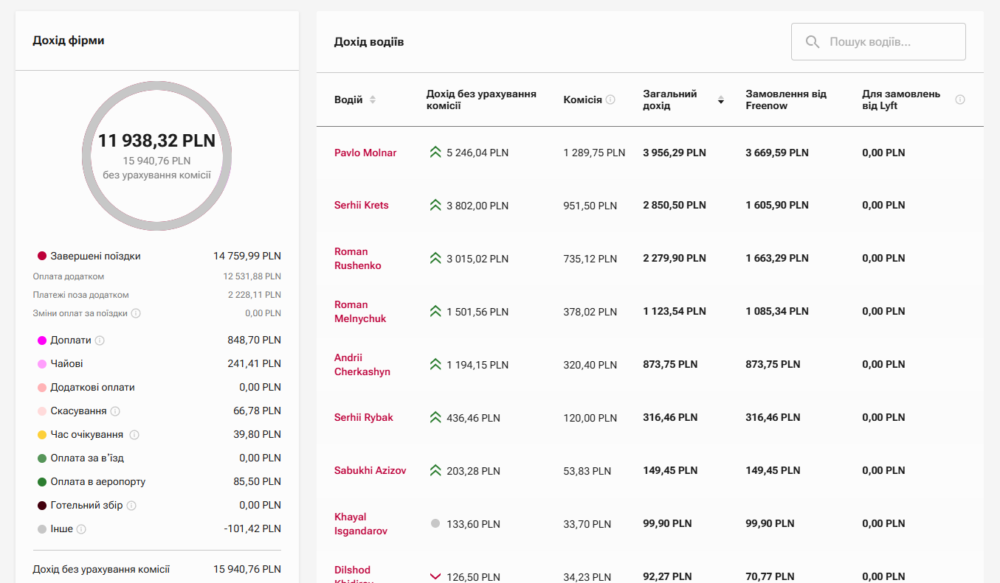 Дохід фірми
11 938,32 PLN
15 940,76 PLN
без урахування комісії
Завершені поїздки 14 759,99 PLN
Оплата додатком 12 531,88 PLN
Платежі поза додатком 2 228,11 PLN
Зміни оплат за поїздки 0,00 PLN
Доплати 848,70 PLN
Чайові 241,41 PLN
Додаткові оплати 0,00 PLN
Скасування 66,78 PLN
Час очікування 39,80 PLN
Оплата за в’їзд 0,00 PLN
Оплата в аеропорту 85,50 PLN
Готельний збір 0,00 PLN
Інше -101,42 PLN
Дохід без урахування комісії 15 940,76 PLN
Дохід водіїв
Пошук водіїв...
Водій
Дохід без урахування
комісії
Комісія
Загальний
дохід
Замовлення від
Freenow
Для замовлень
від Lyft
Pavlo Molnar 5 246,04 PLN 1 289,75 PLN 3 956,29 PLN 3 669,59 PLN 0,00 PLN
Serhii Krets 3 802,00 PLN 951,50 PLN 2 850,50 PLN 1 605,90 PLN 0,00 PLN
Roman
Rushenko
3 015,02 PLN 735,12 PLN 2 279,90 PLN 1 663,29 PLN 0,00 PLN
Roman
Melnychuk
1 501,56 PLN 378,02 PLN 1 123,54 PLN 1 085,34 PLN 0,00 PLN
Andrii
Cherkashyn
1 194,15 PLN 320,40 PLN 873,75 PLN 873,75 PLN 0,00 PLN
Serhii Rybak 436,46 PLN 120,00 PLN 316,46 PLN 316,46 PLN 0,00 PLN
Sabukhi Azizov 203,28 PLN 53,83 PLN 149,45 PLN 149,45 PLN 0,00 PLN
Khayal
Isgandarov
133,60 PLN 33,70 PLN 99,90 PLN 99,90 PLN 0,00 PLN
Dilshod
126,50 PLN 34,23 PLN 92,27 PLN 70,77 PLN 0,00 PLN